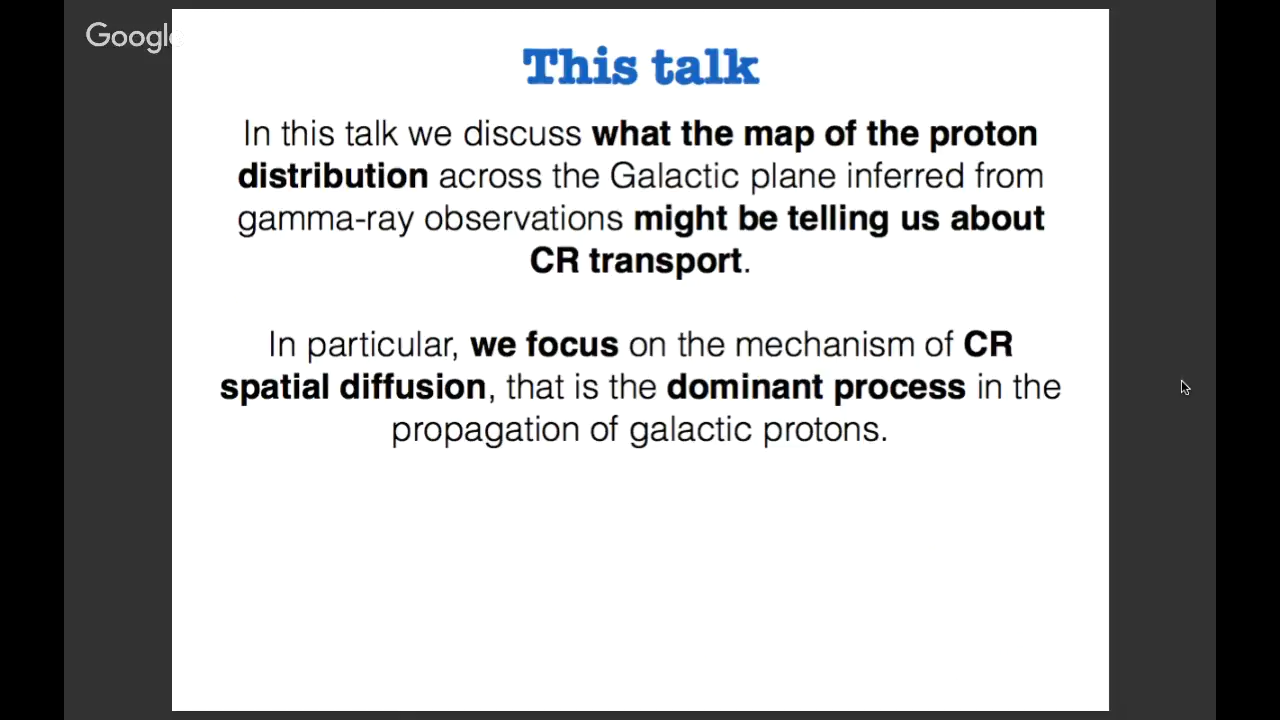 Google
This talk
In this talk we discuss what the map of the proton
distribution across the Galactic plane inferred from
gamma-ray observations might be telling us about
CR transport.
In particular, we focus on the mechanism of CR
spatial diffusion, that is the dominant process in the
propagation of galactic protons.